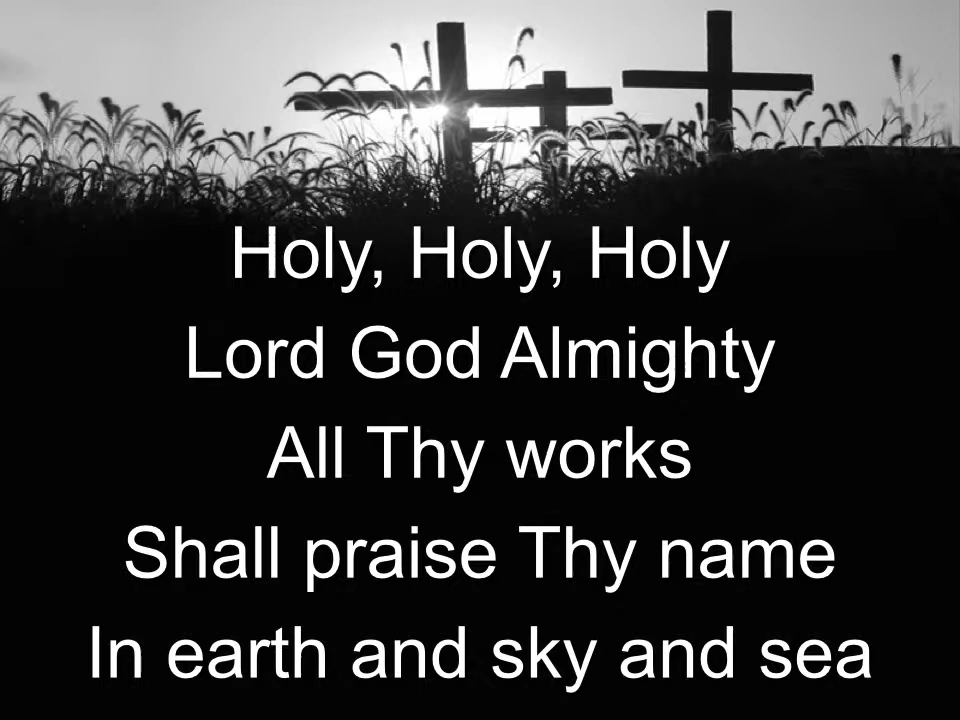 Holy, Holy, Holy
Lord God Almighty
All Thy works
Shall praise Thy name
In earth and sky and sea